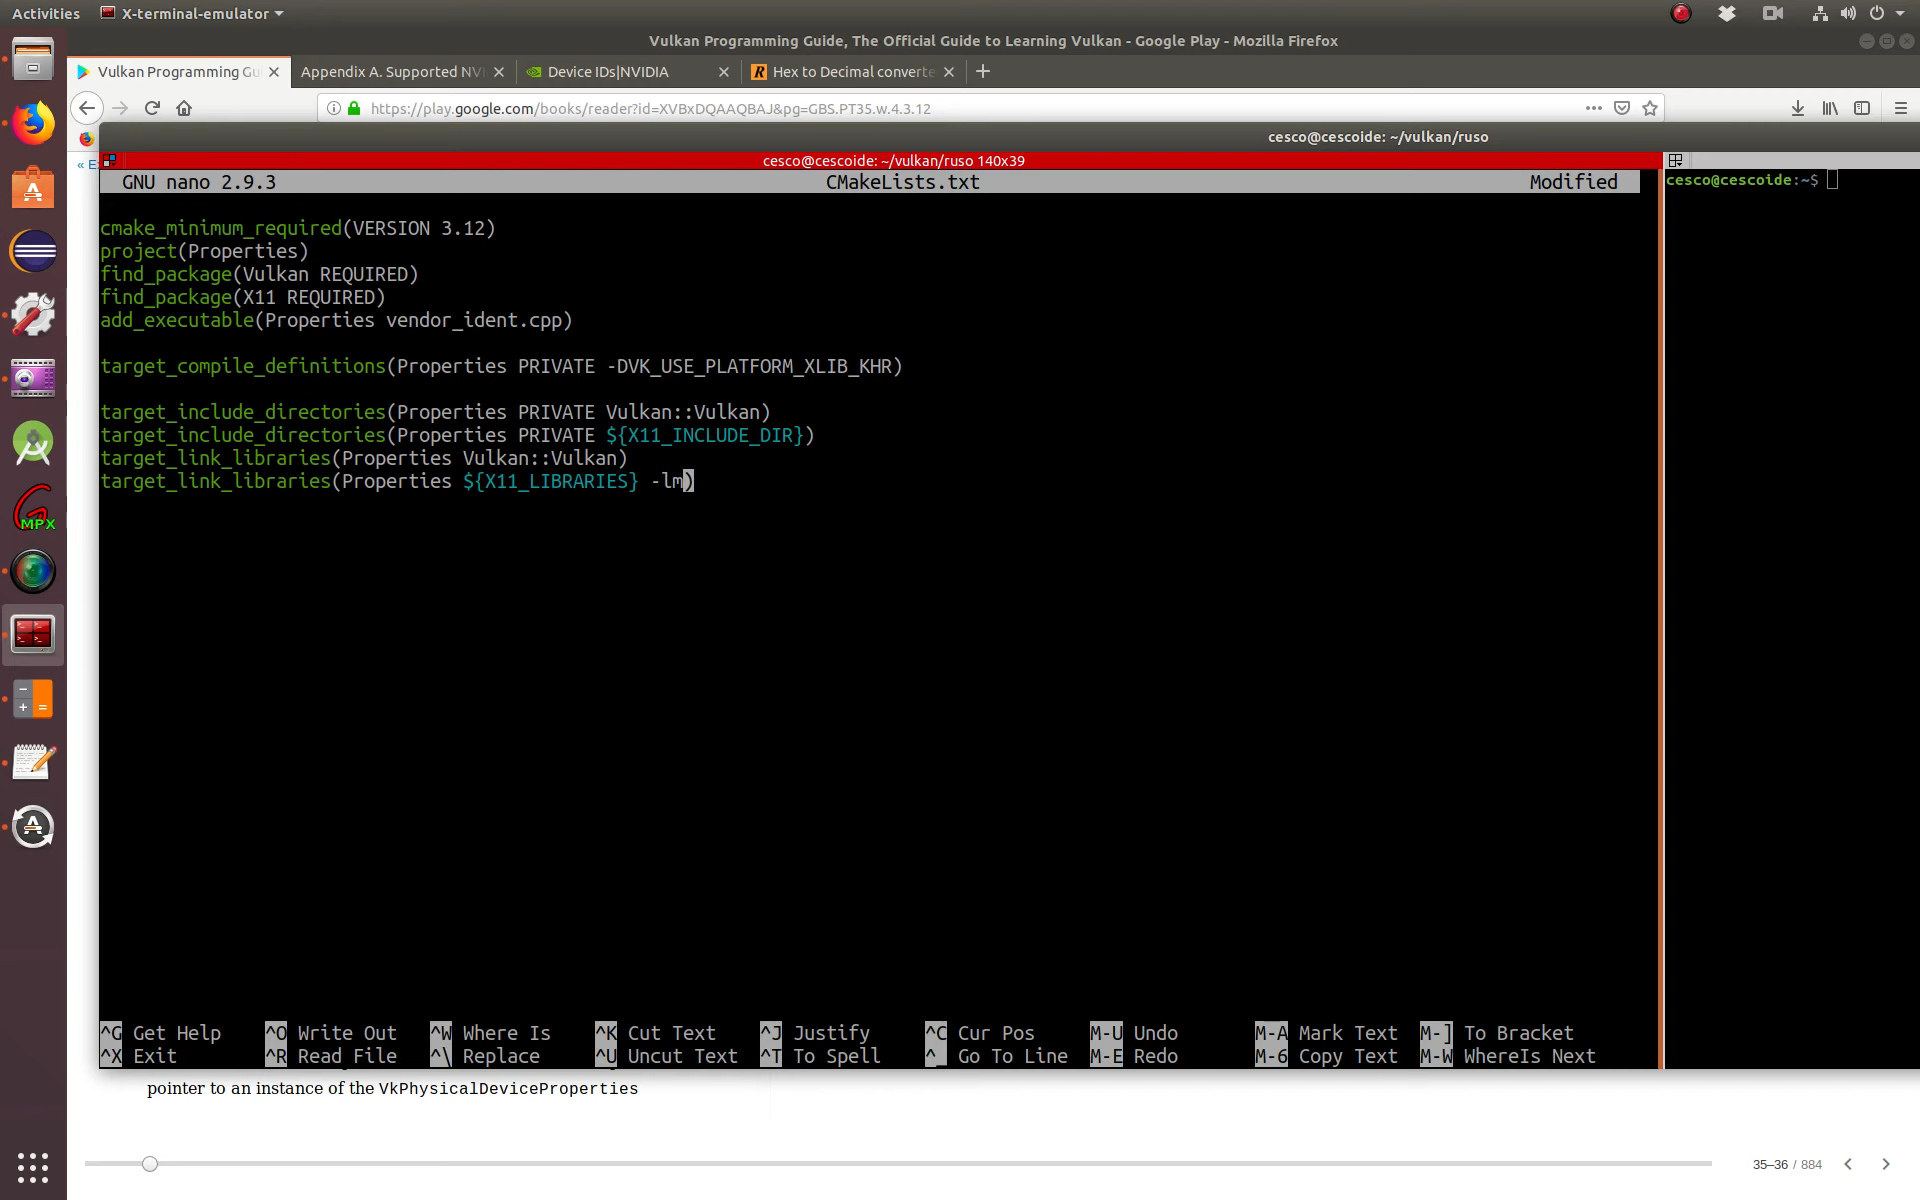 Activities X-terminal-emulator
Vulkan Programming Guide, The Official Guide to Learning Vulkan - Google Play - Mozilla Firefox
Vulkan Programming Gu Appendix A. Supported NV Device IDs|NVIDIA Hex to Decimal converte
https://play.google.com/books/reader?id=XVBxDQAAQBAJ&pg=GBS.PT35.w.4.3.12
cesco@cescoide: ~/vulkan/ruso
« E
cesco@cescoide: ~/vulkan/ruso 140x39
GNU nano 2.9.3 CMakeLists.txt Modified
cesco@cescoide:~$
cmake_minimum_required(VERSION 3.12)
project(Properties)
find_package(Vulkan REQUIRED)
find_package(X11 REQUIRED)
add_executable(Properties vendor_ident.cpp)
target_compile_definitions(Properties PRIVATE -DVK_USE_PLATFORM_XLIB_KHR)
target_include_directories(Properties PRIVATE Vulkan::Vulkan)
target_include_directories(Properties PRIVATE ${X11_INCLUDE_DIR})
target_link_libraries(Properties Vulkan::Vulkan)
target_link_libraries(Properties ${X11_LIBRARIES} -lm)
MPX
^G Get Help ^O Write Out ^W Where Is ^K Cut Text ^J Justify ^C Cur Pos M-U Undo M-A Mark Text M-] To Bracket
^X Exit ^R Read File ^\ Replace ^U Uncut Text ^T To Spell ^_ Go To Line M-E Redo M-6 Copy Text M-W WhereIs Next
pointer to an instance of the VkPhysicalDeviceProperties
35–36 / 884